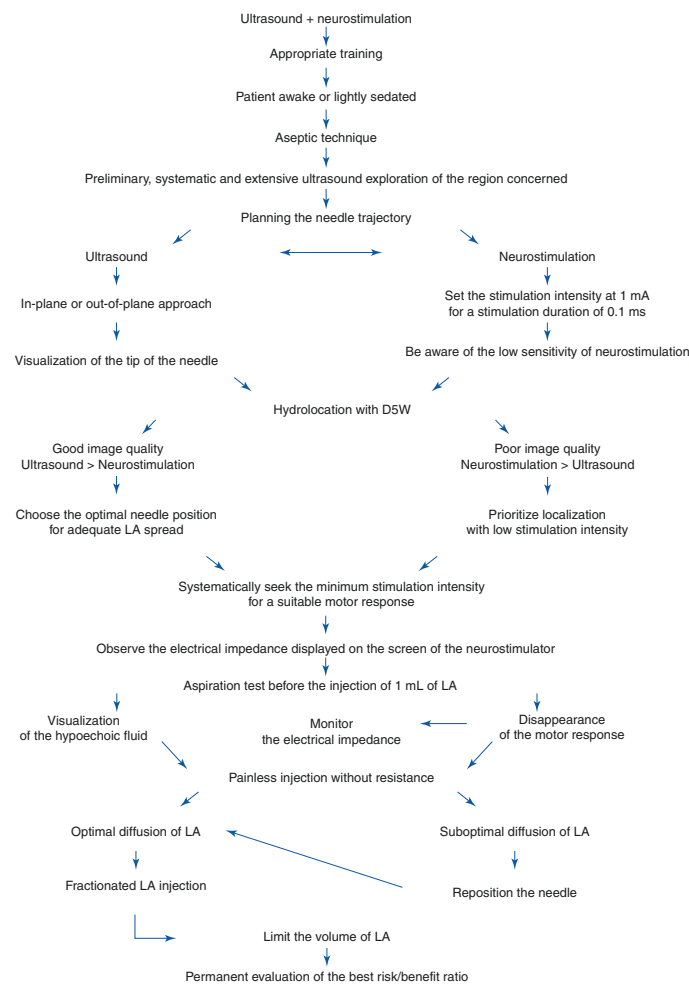 Ultrasound + neurostimulation
Appropriate training
Patient awake or lightly sedated
Aseptic technique
Preliminary, systematic and extensive ultrasound exploration of the region concerned
Planning the needle trajectory
Ultrasound
Neurostimulation
In-plane or out-of-plane approach
Set the stimulation intensity at 1 mA
for a stimulation duration of 0.1 ms
Visualization of the tip of the needle
Be aware of the low sensitivity of neurostimulation
Hydrolocation with D5W
Good image quality
Ultrasound > Neurostimulation
Poor image quality
Neurostimulation > Ultrasound
Choose the optimal needle position
for adequate LA spread
Prioritize localization
with low stimulation intensity
Systematically seek the minimum stimulation intensity
for a suitable motor response
Observe the electrical impedance displayed on the screen of the neurostimulator
Aspiration test before the injection of 1 mL of LA
Visualization
of the hypoechoic fluid
Monitor
the electrical impedance
Disappearance
of the motor response
Painless injection without resistance
Optimal diffusion of LA
Suboptimal diffusion of LA
Fractionated LA injection
Reposition the needle
Limit the volume of LA
Permanent evaluation of the best risk/benefit ratio